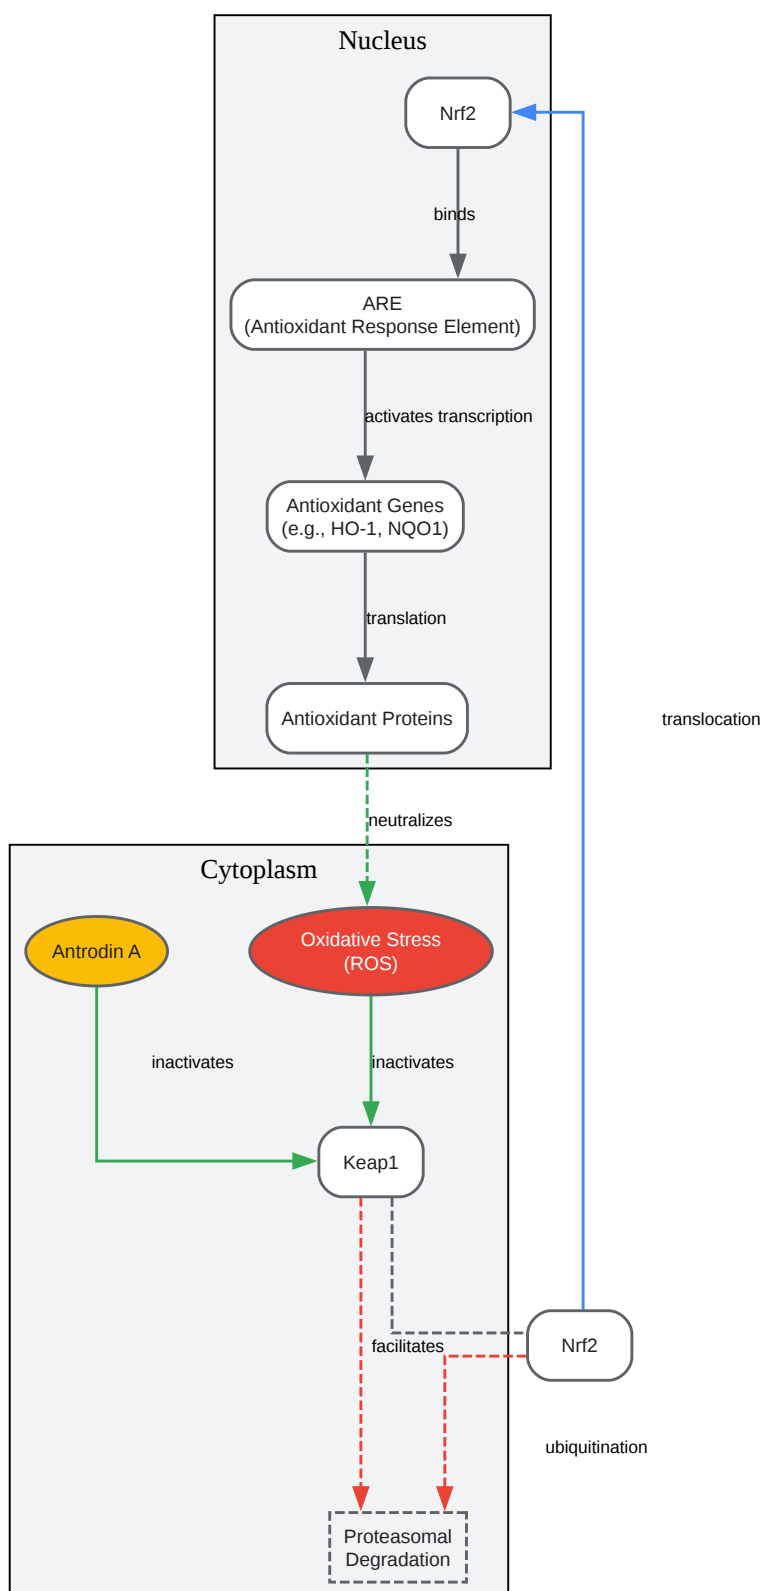 Nucleus
Nrf2
binds
ARE
(Antioxidant Response Element)
activates transcription
Antioxidant Genes
(e.g., HO-1, NQO1)
translation
Antioxidant Proteins
translocation
neutralizes
Cytoplasm
Antrodin A
Oxidative Stress
(ROS)
inactivates
inactivates
Keap1
facilitates
Nrf2
ubiquitination
Proteasomal
Degradation